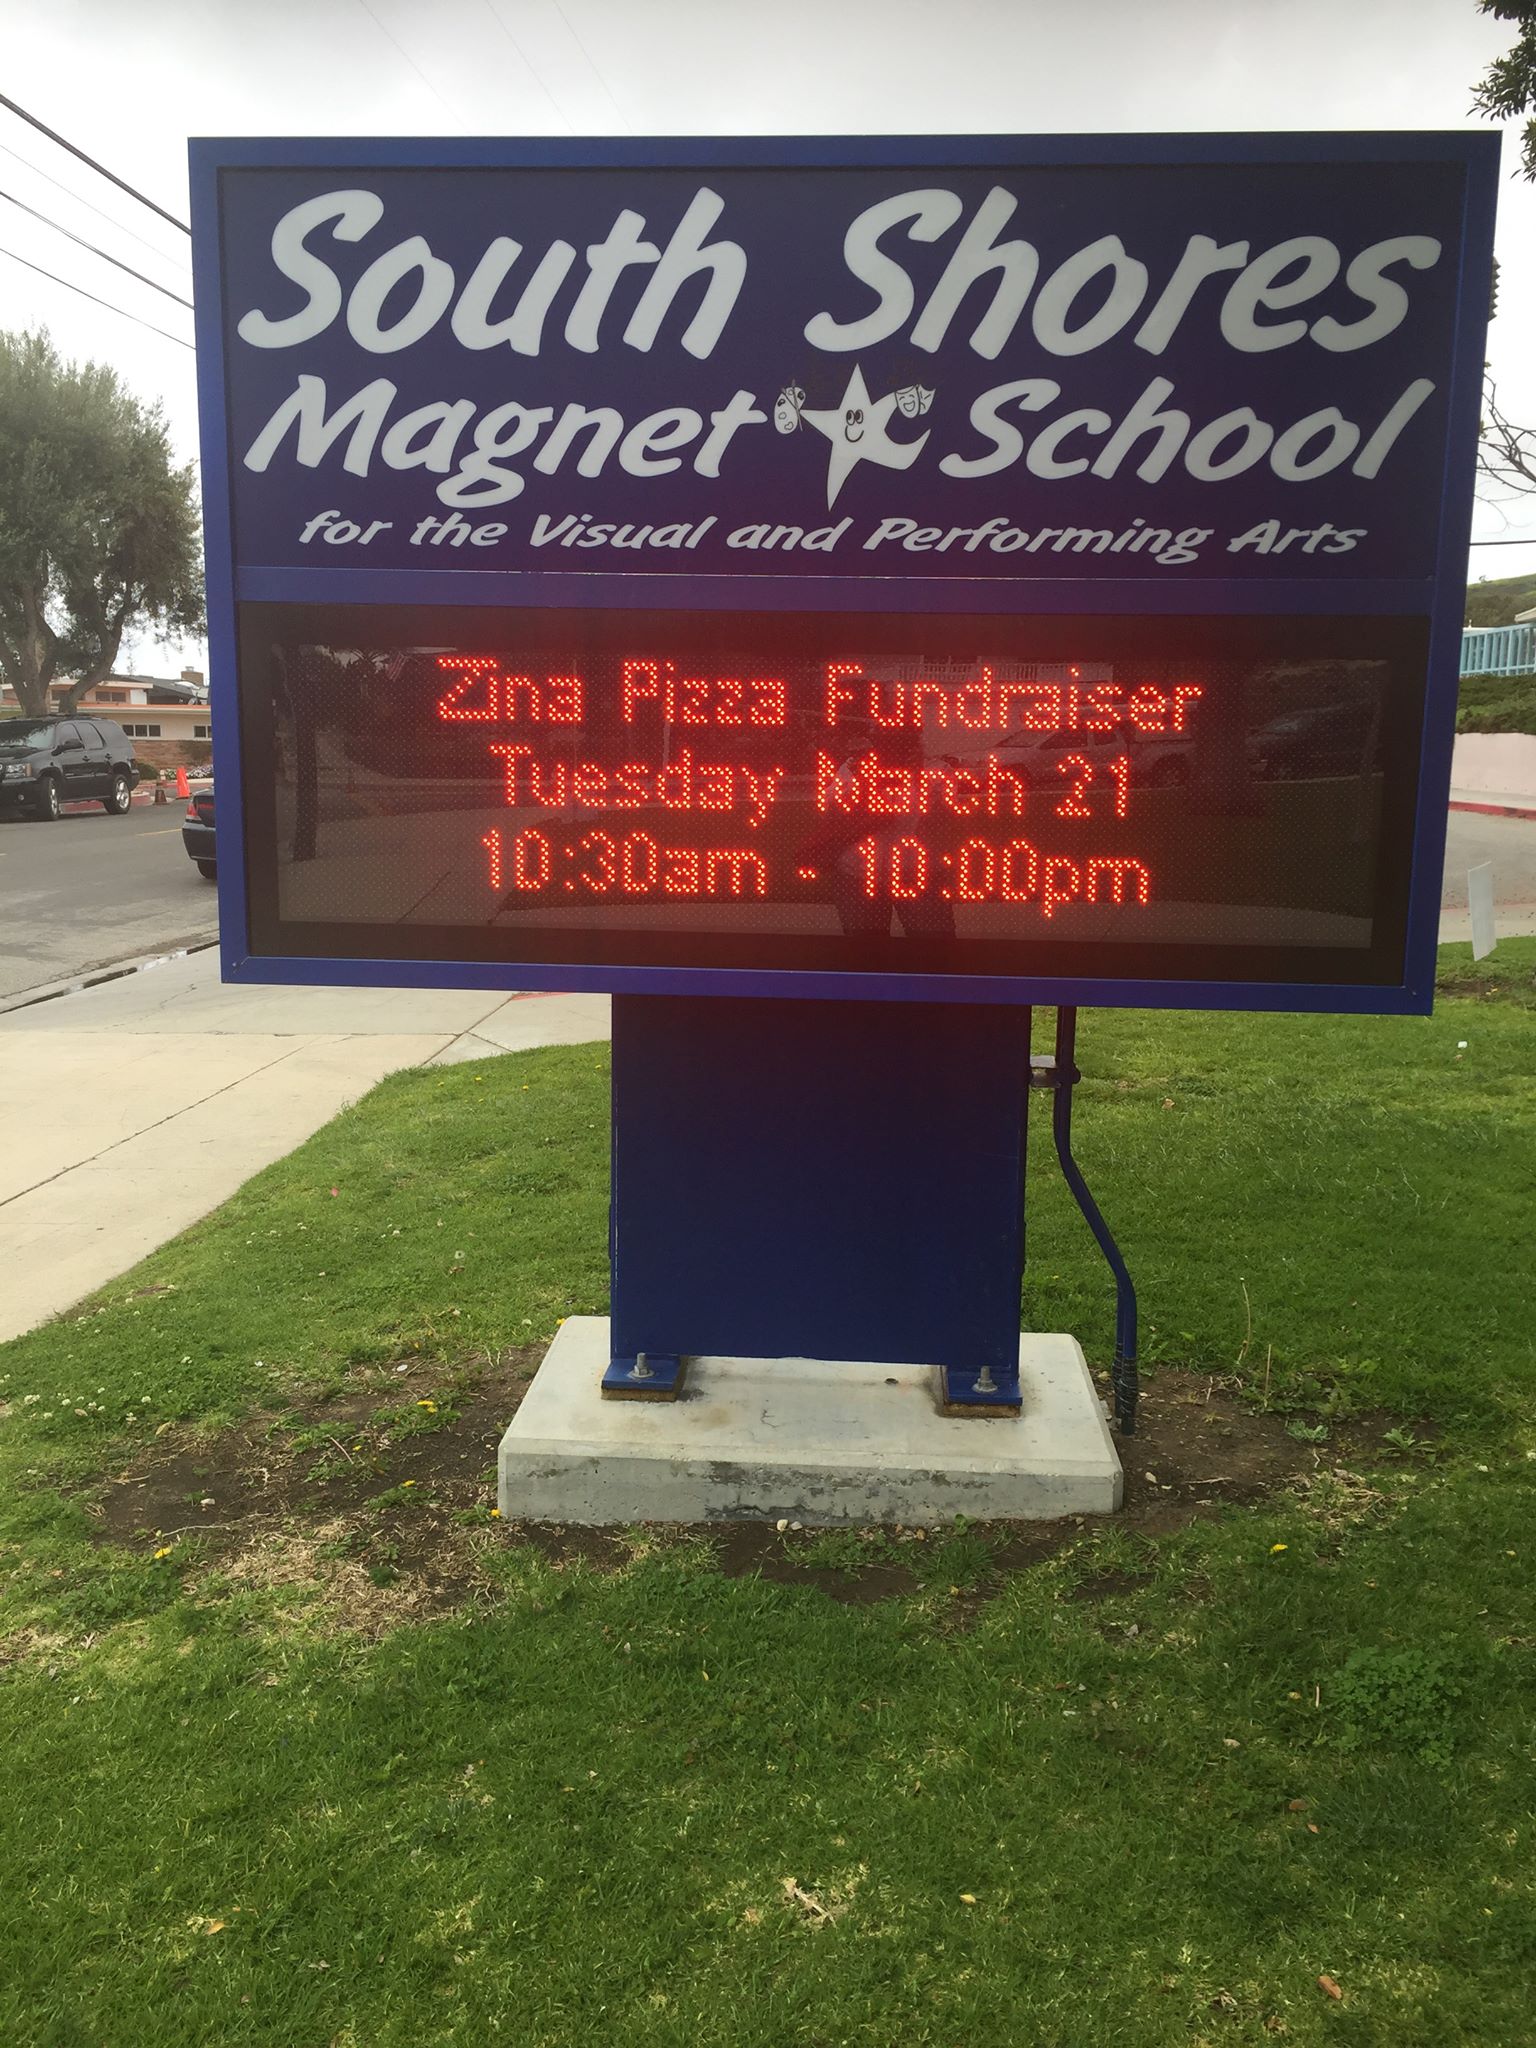 South Shores
Magnet School
for the Visual and Performing Arts
Zina Pizza Fundraiser
Tuesday March 21
10:30am - 10:00pm